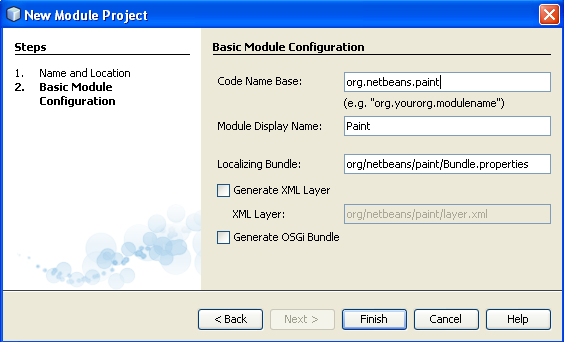 New Module Project
Steps
1. Name and Location
2. Basic Module
Configuration
Basic Module Configuration
Code Name Base: org.netbeans.paint
(e.g. "org.yourorg.modulename")
Module Display Name: Paint
Localizing Bundle: org/netbeans/paint/Bundle.properties
Generate XML Layer
XML Layer: org/netbeans/paint/layer.xml
Generate OSGi Bundle
< Back Next > Finish Cancel Help